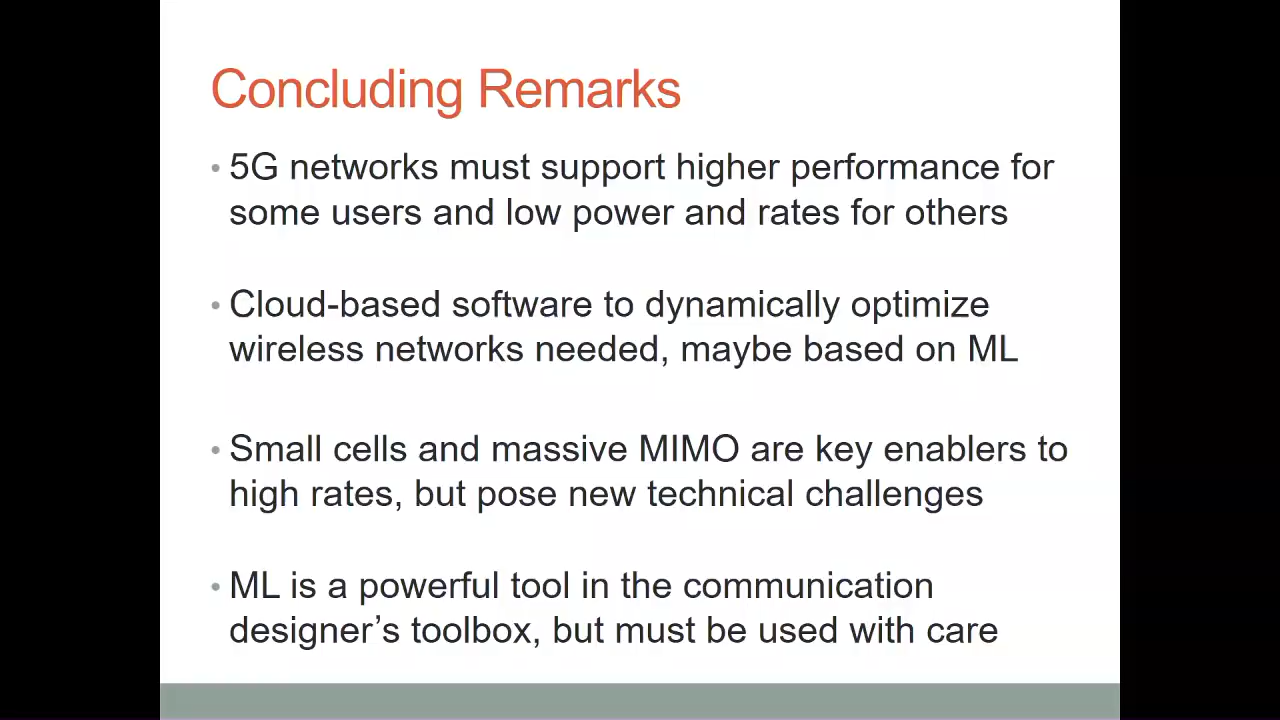 Concluding Remarks
• 5G networks must support higher performance for
some users and low power and rates for others
• Cloud-based software to dynamically optimize
wireless networks needed, maybe based on ML
• Small cells and massive MIMO are key enablers to
high rates, but pose new technical challenges
• ML is a powerful tool in the communication
designer’s toolbox, but must be used with care